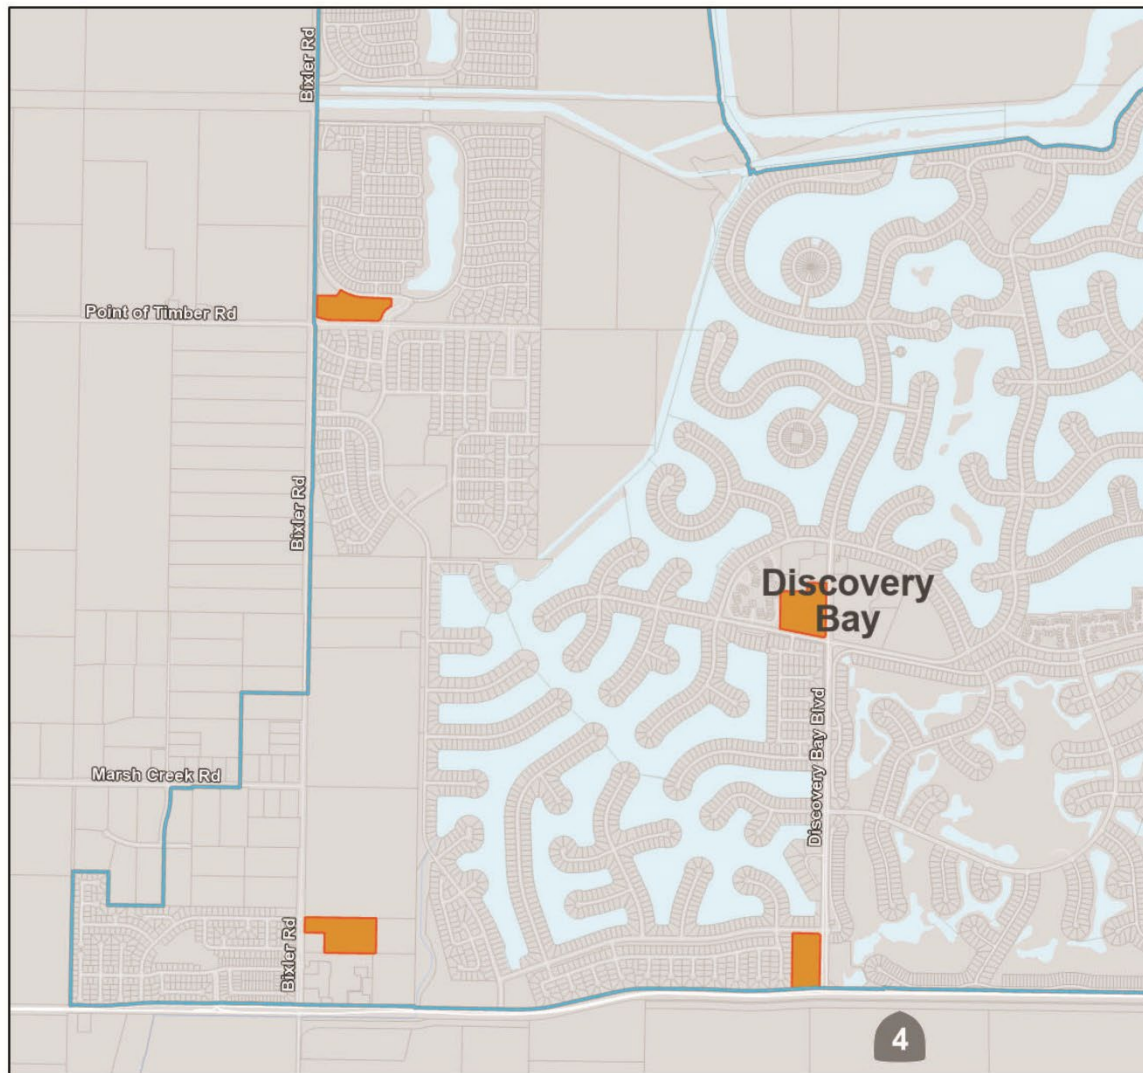 Bixler Rd
Point of Timber Rd
Bixler Rd
Discovery
Bay
Discovery Bay Blvd
Marsh Creek Rd
Bixler Rd
4